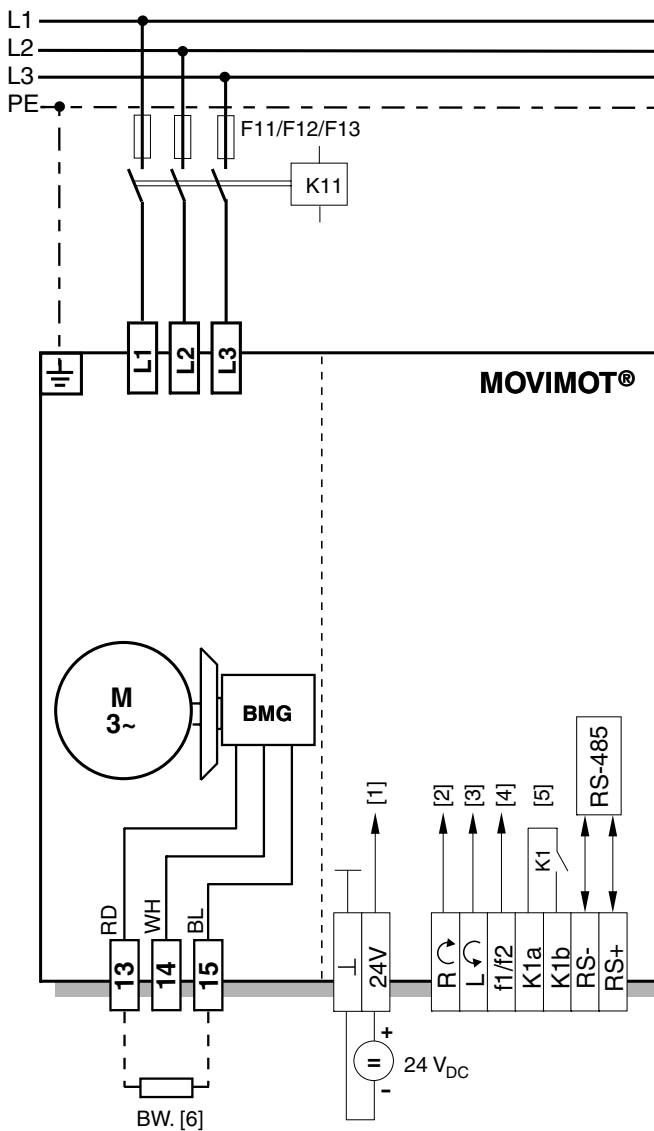 L1
L2
L3
PE
F11/F12/F13
K11
L1
L2
L3
MOVIMOT®
M
3~
BMG
[1]
[2]
[3]
[4]
[5]
RS-485
K1
RD
WH
BL
13
14
15
24V
R
L
f1/f2
K1a
K1b
RS-
RS+
+
=
-
24 VDC
BW. [6]